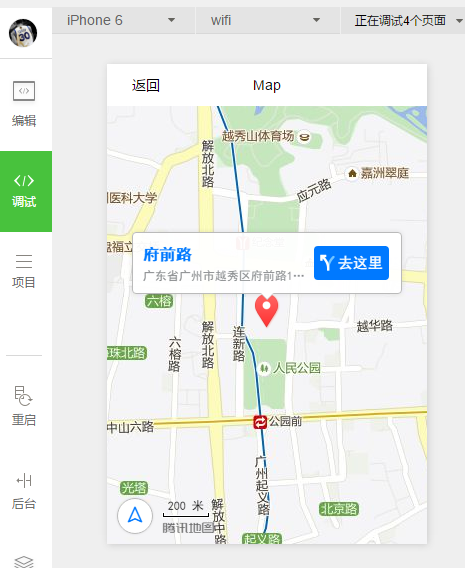 iPhone 6
wifi
正在调试4个页面
编辑
调试
项目
重启
后台
返回
Map
越秀山体育场
解放北路
嘉洲翠庭
州医科大学
应元路
盘福立
府前路
广东省广州市越秀区府前路1···
去这里
六榕
越华路
六榕路
解放北路
连新路
珠北路
人民公园
中山六路
公园前
广州起义路
光塔
200 米
腾讯地图
解放中路
北京路
起义路